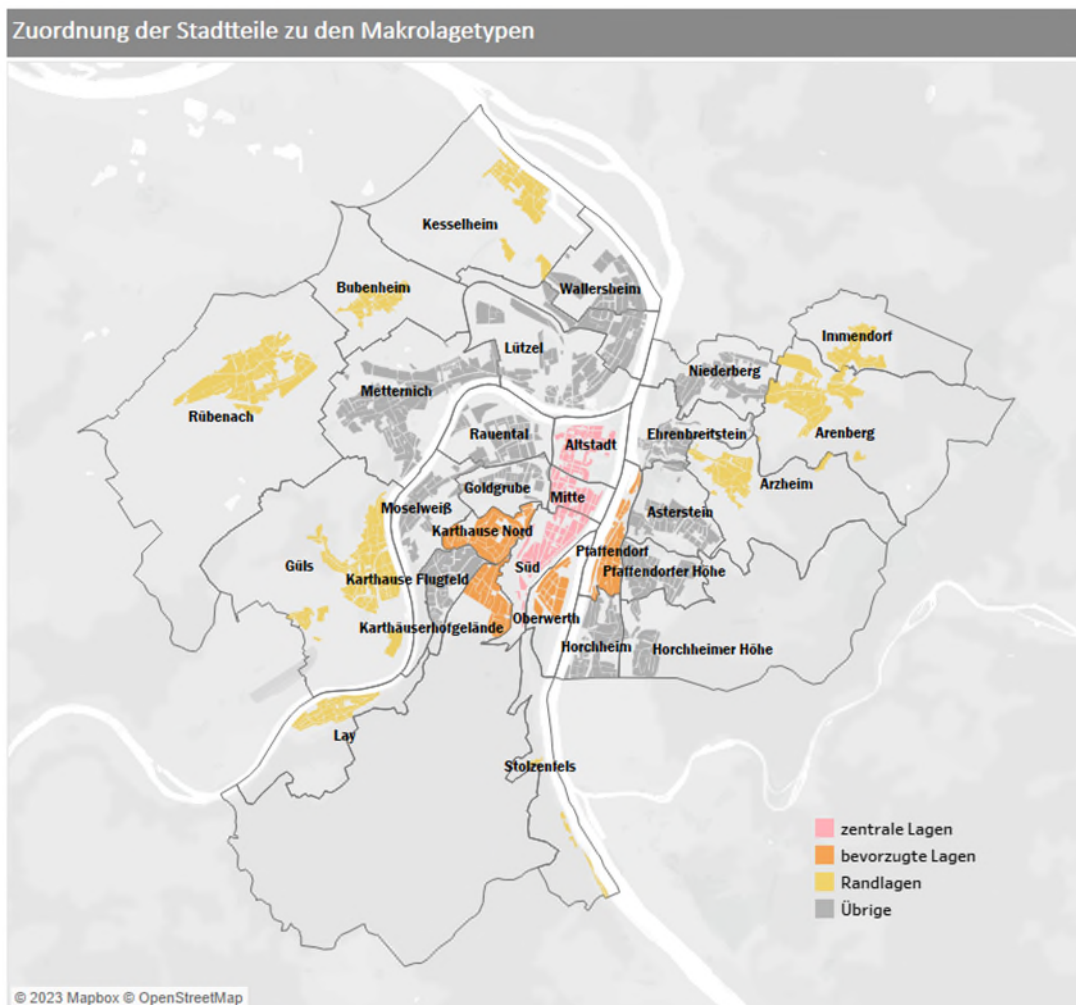 Zuordnung der Stadtteile zu den Makrolagetypen
Kesselheim
Bubenheim
Wallersheim
Immendorf
Lützel
Niederberg
Metternich
Rübenach
Rauental
Altstadt
Ehrenbreitstein
Arenberg
Goldgrube
Mitte
Arzheim
Moselweiß
Asterstein
Karthause Nord
Pfaffendorf
Güls
Karthause Flugfeld
Süd
Pfaffendorfer Höhe
Karthäuserhofgelände
Oberwerth
Horchheim
Horchheimer Höhe
Lay
Stolzenfels
zentrale Lagen
bevorzugte Lagen
Randlagen
Übrige
© 2023 Mapbox © OpenStreetMap